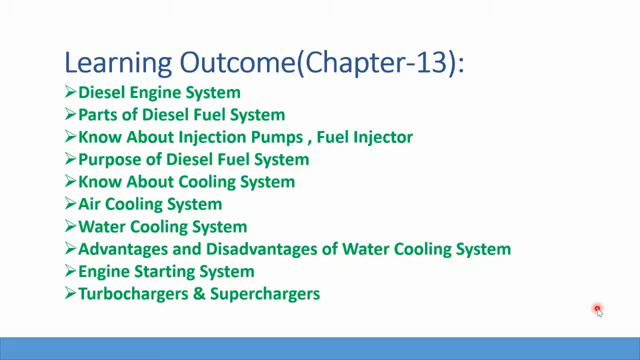 Learning Outcome(Chapter-13):
➢Diesel Engine System
➢Parts of Diesel Fuel System
➢Know About Injection Pumps , Fuel Injector
➢Purpose of Diesel Fuel System
➢Know About Cooling System
➢Air Cooling System
➢Water Cooling System
➢Advantages and Disadvantages of Water Cooling System
➢Engine Starting System
➢Turbochargers & Superchargers